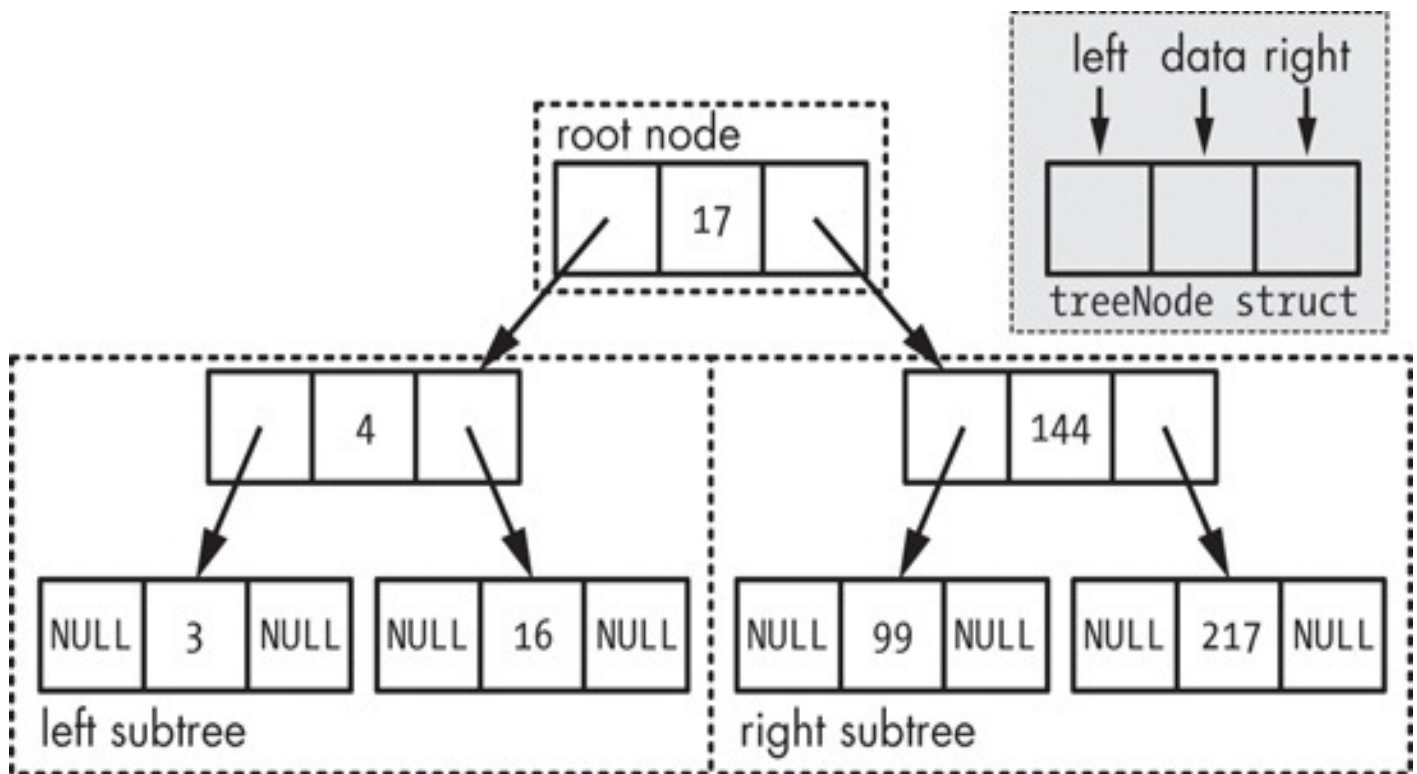 left data right
treeNode struct
root node
17
4
144
NULL 3 NULL
NULL 16 NULL
NULL 99 NULL
NULL 217 NULL
left subtree
right subtree